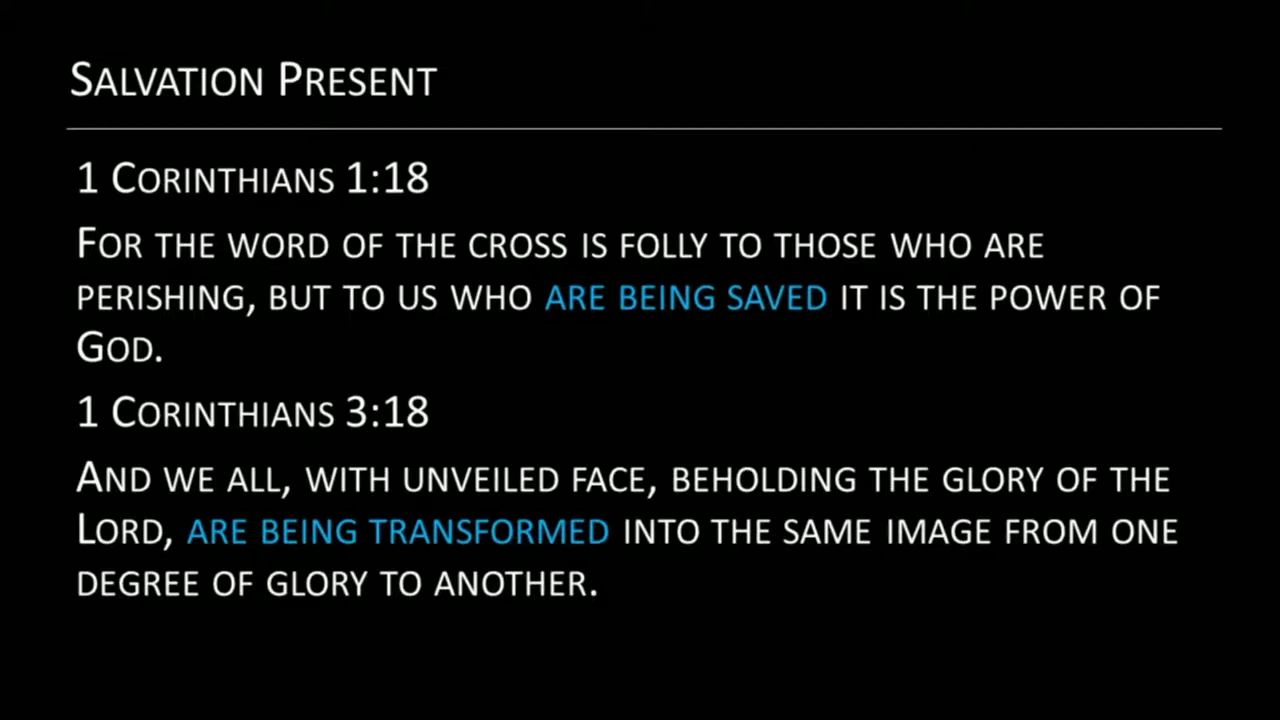 Salvation Present
1 Corinthians 1:18
For the word of the cross is folly to those who are
perishing, but to us who are being saved it is the power of
God.
1 Corinthians 3:18
And we all, with unveiled face, beholding the glory of the
Lord, are being transformed into the same image from one
degree of glory to another.